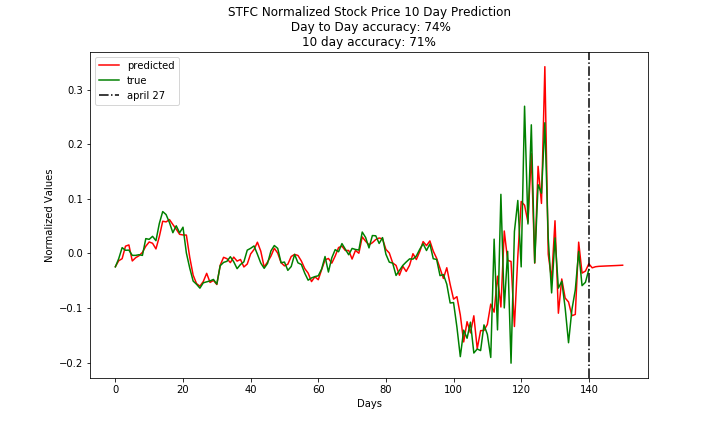 STFC Normalized Stock Price 10 Day Prediction
Day to Day accuracy: 74%
10 day accuracy: 71%
predicted
true
april 27
0.3
0.2
0.1
0.0
−0.1
−0.2
Normalized Values
0 20 40 60 80 100 120 140
Days